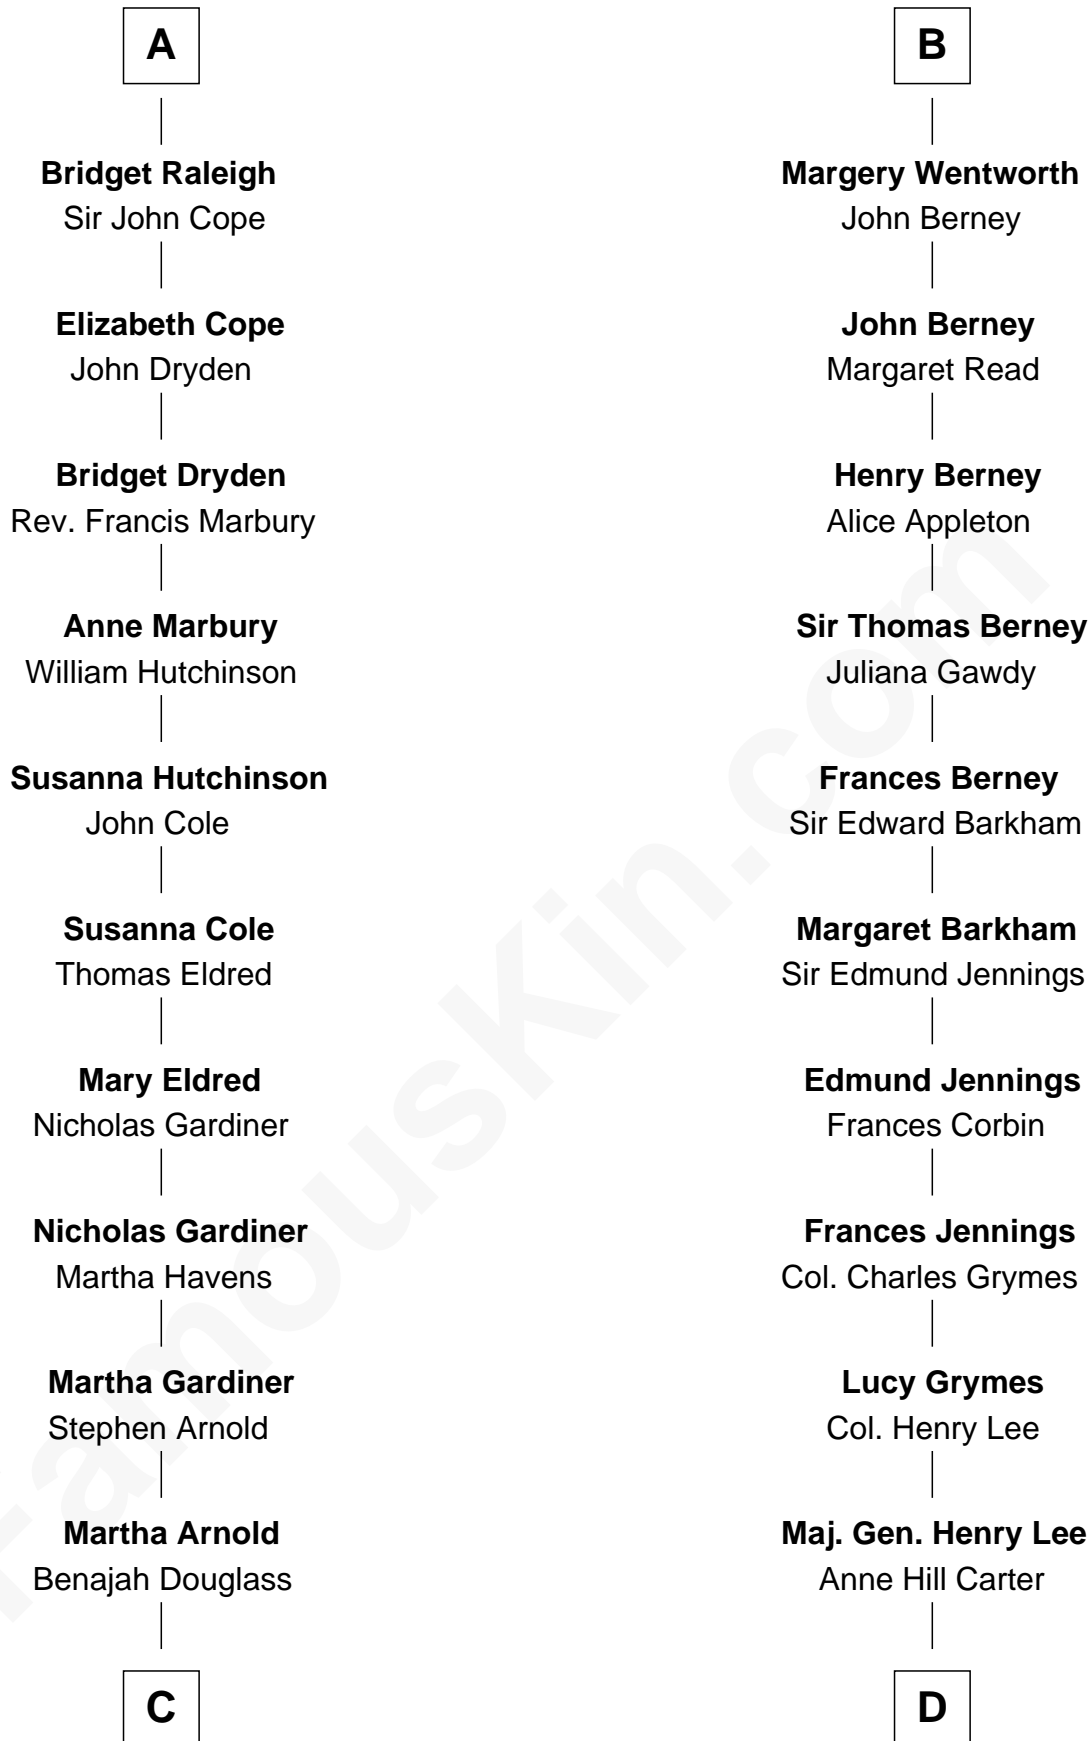 A
Bridget Raleigh
Sir John Cope
Elizabeth Cope
John Dryden
Bridget Dryden
Rev. Francis Marbury
Anne Marbury
William Hutchinson
Susanna Hutchinson
John Cole
Susanna Cole
Thomas Eldred
Mary Eldred
Nicholas Gardiner
Nicholas Gardiner
Martha Havens
Martha Gardiner
Stephen Arnold
Martha Arnold
Benajah Douglass
C
B
Margery Wentworth
John Berney
John Berney
Margaret Read
Henry Berney
Alice Appleton
Sir Thomas Berney
Juliana Gawdy
Frances Berney
Sir Edward Barkham
Margaret Barkham
Sir Edmund Jennings
Edmund Jennings
Frances Corbin
Frances Jennings
Col. Charles Grymes
Lucy Grymes
Col. Henry Lee
Maj. Gen. Henry Lee
Anne Hill Carter
D
FamousKin.com